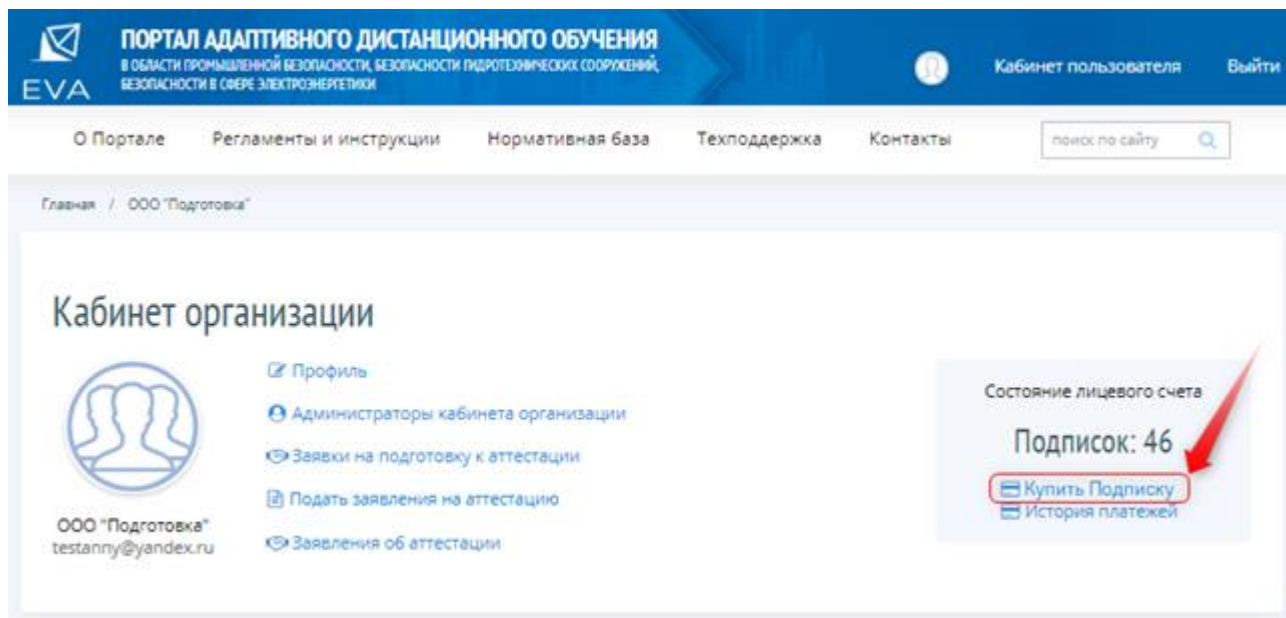 EVA
ПОРТАЛ АДАПТИВНОГО ДИСТАНЦИОННОГО ОБУЧЕНИЯ
В ОБЛАСТИ ПРОМЫШЛЕННОЙ БЕЗОПАСНОСТИ, БЕЗОПАСНОСТИ ГИДРОТЕХНИЧЕСКИХ СООРУЖЕНИЙ,
БЕЗОПАСНОСТИ В СФЕРЕ ЭЛЕКТРОЭНЕРГЕТИКИ
Кабинет пользователя Выйти
О Портале Регламенты и инструкции Нормативная база Техподдержка Контакты поиск по сайту
Главная / ООО "Подготовка"
Кабинет организации
Профиль
Администраторы кабинета организации
Заявки на подготовку к аттестации
Подать заявления на аттестацию
Заявления об аттестации
ООО "Подготовка"
testanny@yandex.ru
Состояние лицевого счета
Подписок: 46
Купить Подписку
История платежей